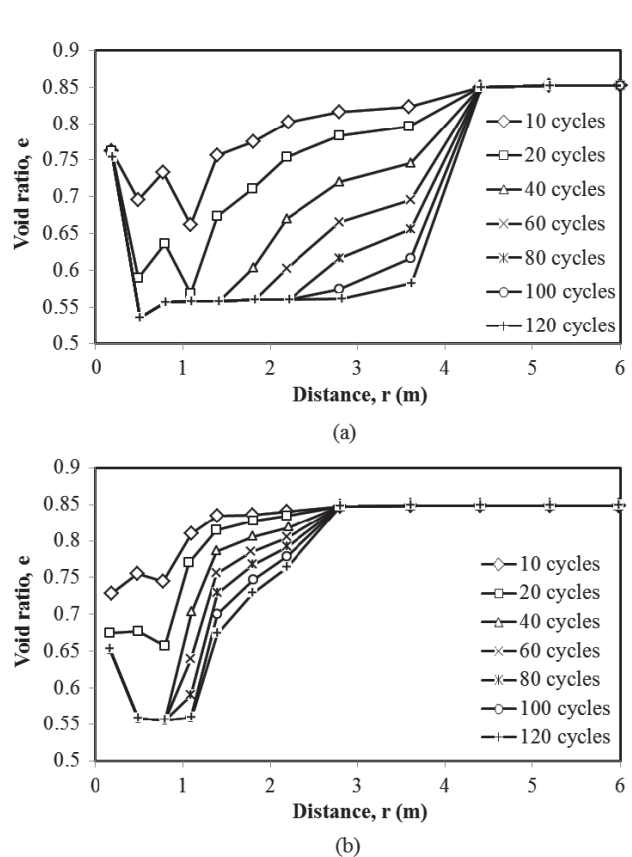 0.9
0.85
0.8
0.75
0.7
0.65
0.6
0.55
0.5
Void ratio, e
10 cycles
20 cycles
40 cycles
60 cycles
80 cycles
100 cycles
120 cycles
0 1 2 3 4 5 6
Distance, r (m)
(a)
0.9
0.85
0.8
0.75
0.7
0.65
0.6
0.55
0.5
Void ratio, e
10 cycles
20 cycles
40 cycles
60 cycles
80 cycles
100 cycles
120 cycles
0 1 2 3 4 5 6
Distance, r (m)
(b)